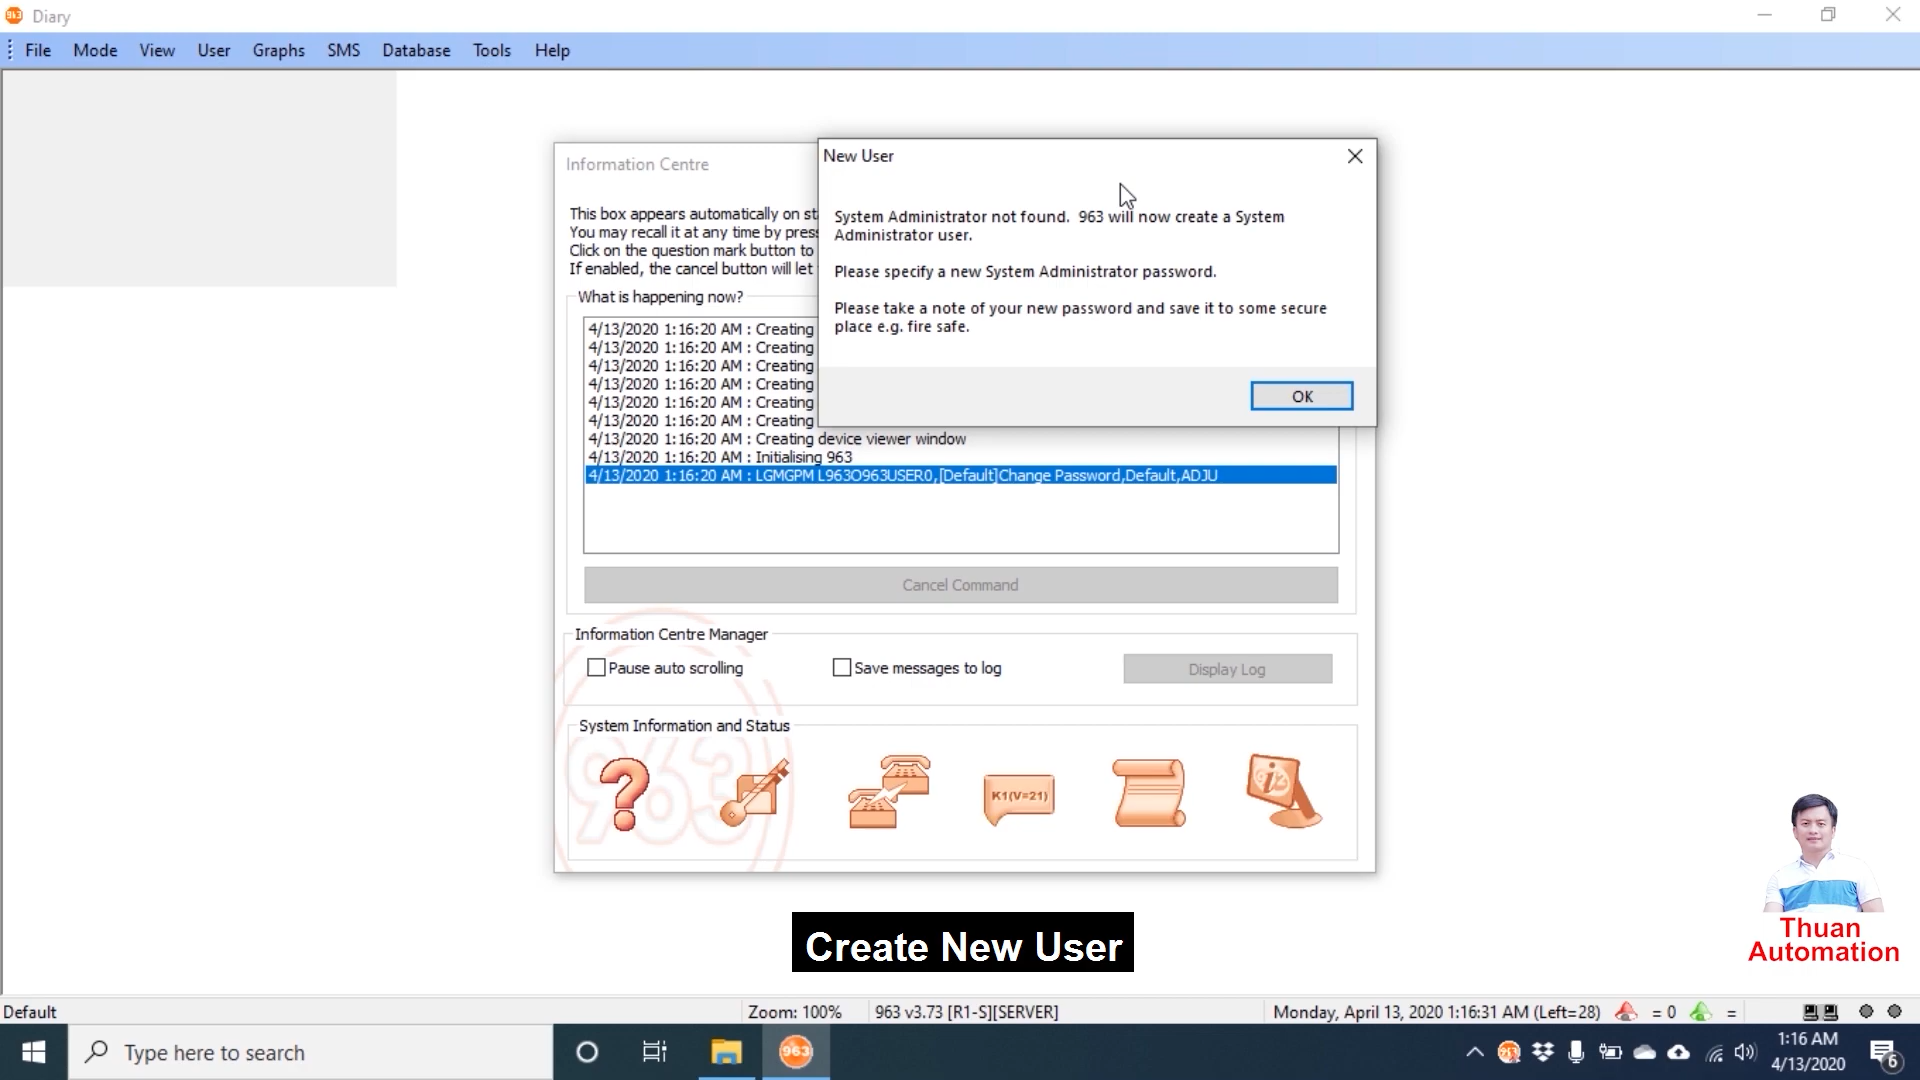 Diary
File Mode View User Graphs SMS Database Tools Help
Information Centre
This box appears automatically on
You may recall it at any time by
Click on the question mark button to
If enabled, the cancel button will let
What is happening now?
4/13/2020 1:16:20 AM : Creating
4/13/2020 1:16:20 AM : Creating
4/13/2020 1:16:20 AM : Creating
4/13/2020 1:16:20 AM : Creating
4/13/2020 1:16:20 AM : Creating
4/13/2020 1:16:20 AM : Creating
4/13/2020 1:16:20 AM : Creating device viewer window
4/13/2020 1:16:20 AM : Initialising 963
4/13/2020 1:16:20 AM : LGMGPM L963O963USER0,[Default]Change Password,Default,ADJU
New User
System Administrator not found. 963 will now create a System
Administrator user.
Please specify a new System Administrator password.
Please take a note of your new password and save it to some secure
place e.g. fire safe.
OK
Cancel Command
Information Centre Manager
Pause auto scrolling Save messages to log Display Log
System Information and Status
963
K1(V=21)
Thuan
Automation
Create New User
Default Zoom: 100% 963 v3.73 [R1-S][SERVER] Monday, April 13, 2020 1:16:31 AM (Left=28) = 0 =
Type here to search
963
1:16 AM
4/13/2020
6